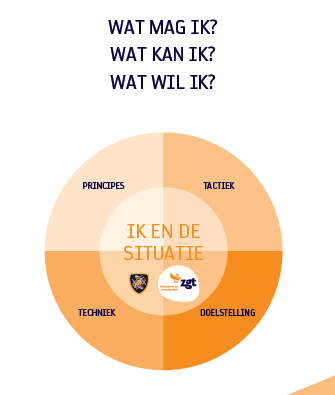 WAT MAG IK?
WAT KAN IK?
WAT WIL IK?
PRINCIPES
TACTIEK
IK EN DE
SITUATIE
zgt
TECHNIEK
DOELSTELLING